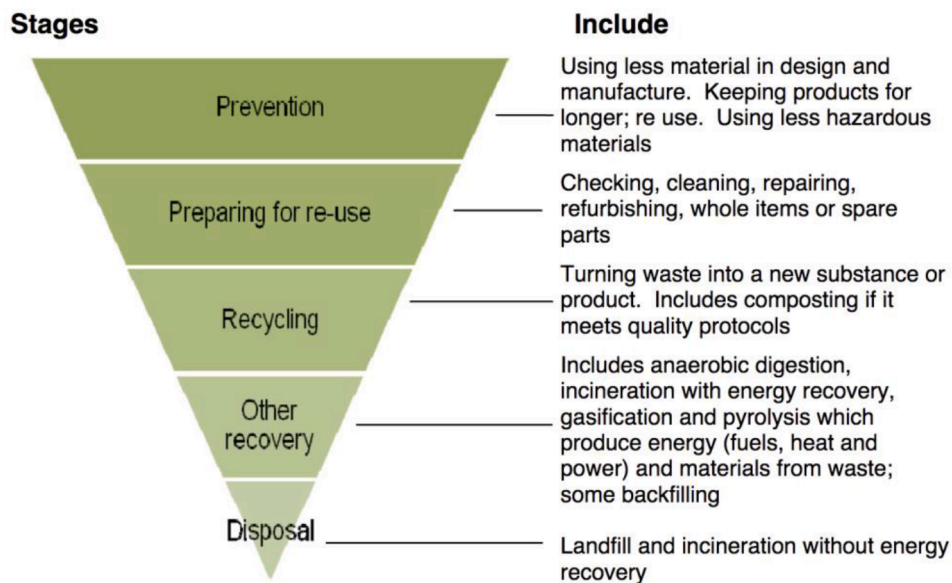 Stages
Include
Prevention
Using less material in design and
manufacture.  Keeping products for
longer; re use.  Using less hazardous
materials
Preparing for re-use
Checking, cleaning, repairing,
refurbishing, whole items or spare
parts
Recycling
Turning waste into a new substance or
product.  Includes composting if it
meets quality protocols
Other
recovery
Includes anaerobic digestion,
incineration with energy recovery,
gasification and pyrolysis which
produce energy (fuels, heat and
power) and materials from waste;
some backfilling
Disposal
Landfill and incineration without energy
recovery